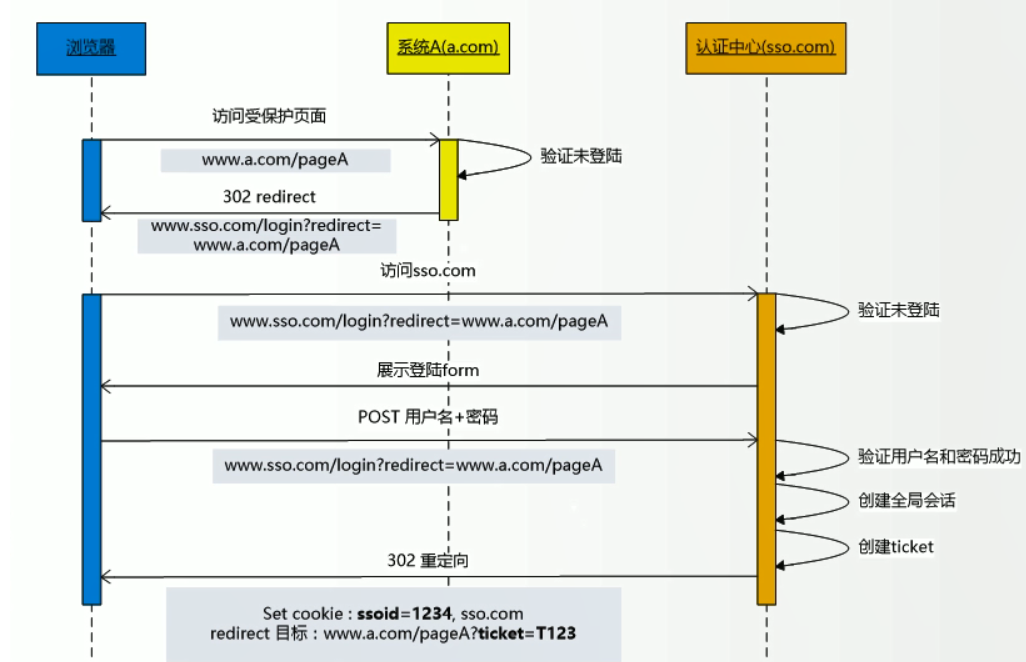 浏览器
系统A(a.com)
认证中心(sso.com)
访问受保护页面
www.a.com/pageA
验证未登陆
302 redirect
www.sso.com/login?redirect=
www.a.com/pageA
访问sso.com
www.sso.com/login?redirect=www.a.com/pageA
验证未登陆
展示登陆form
POST 用户名+密码
www.sso.com/login?redirect=www.a.com/pageA
验证用户名和密码成功
创建全局会话
创建ticket
302 重定向
Set cookie : ssoid=1234, sso.com
redirect 目标：www.a.com/pageA?ticket=T123